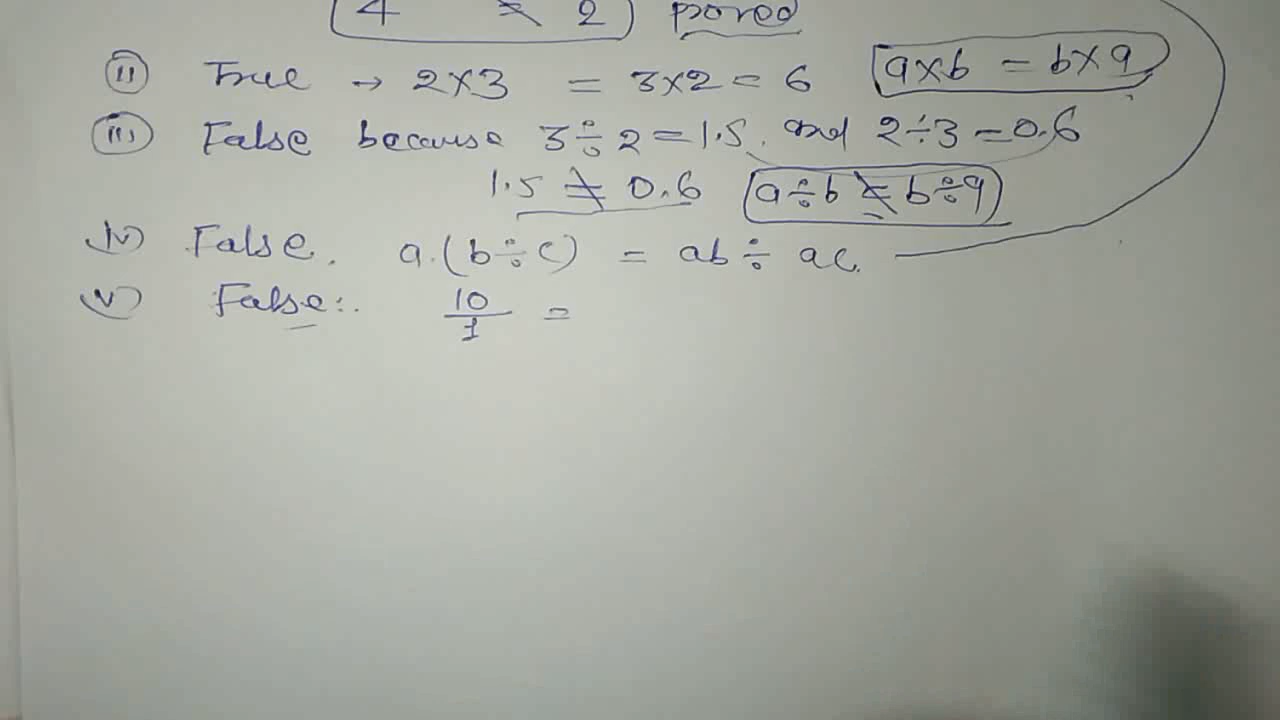 4 ≠ 2 poved
(ii) True → 2×3 = 3×2 = 6 a×b = b×a
(iii) False because 3÷2=1.5. and 2÷3=0.6
1.5 ≠ 0.6 a÷b ≠ b÷a
(iv) False. a.(b÷c) = ab ÷ ac.
(v) False:. 10/1 =